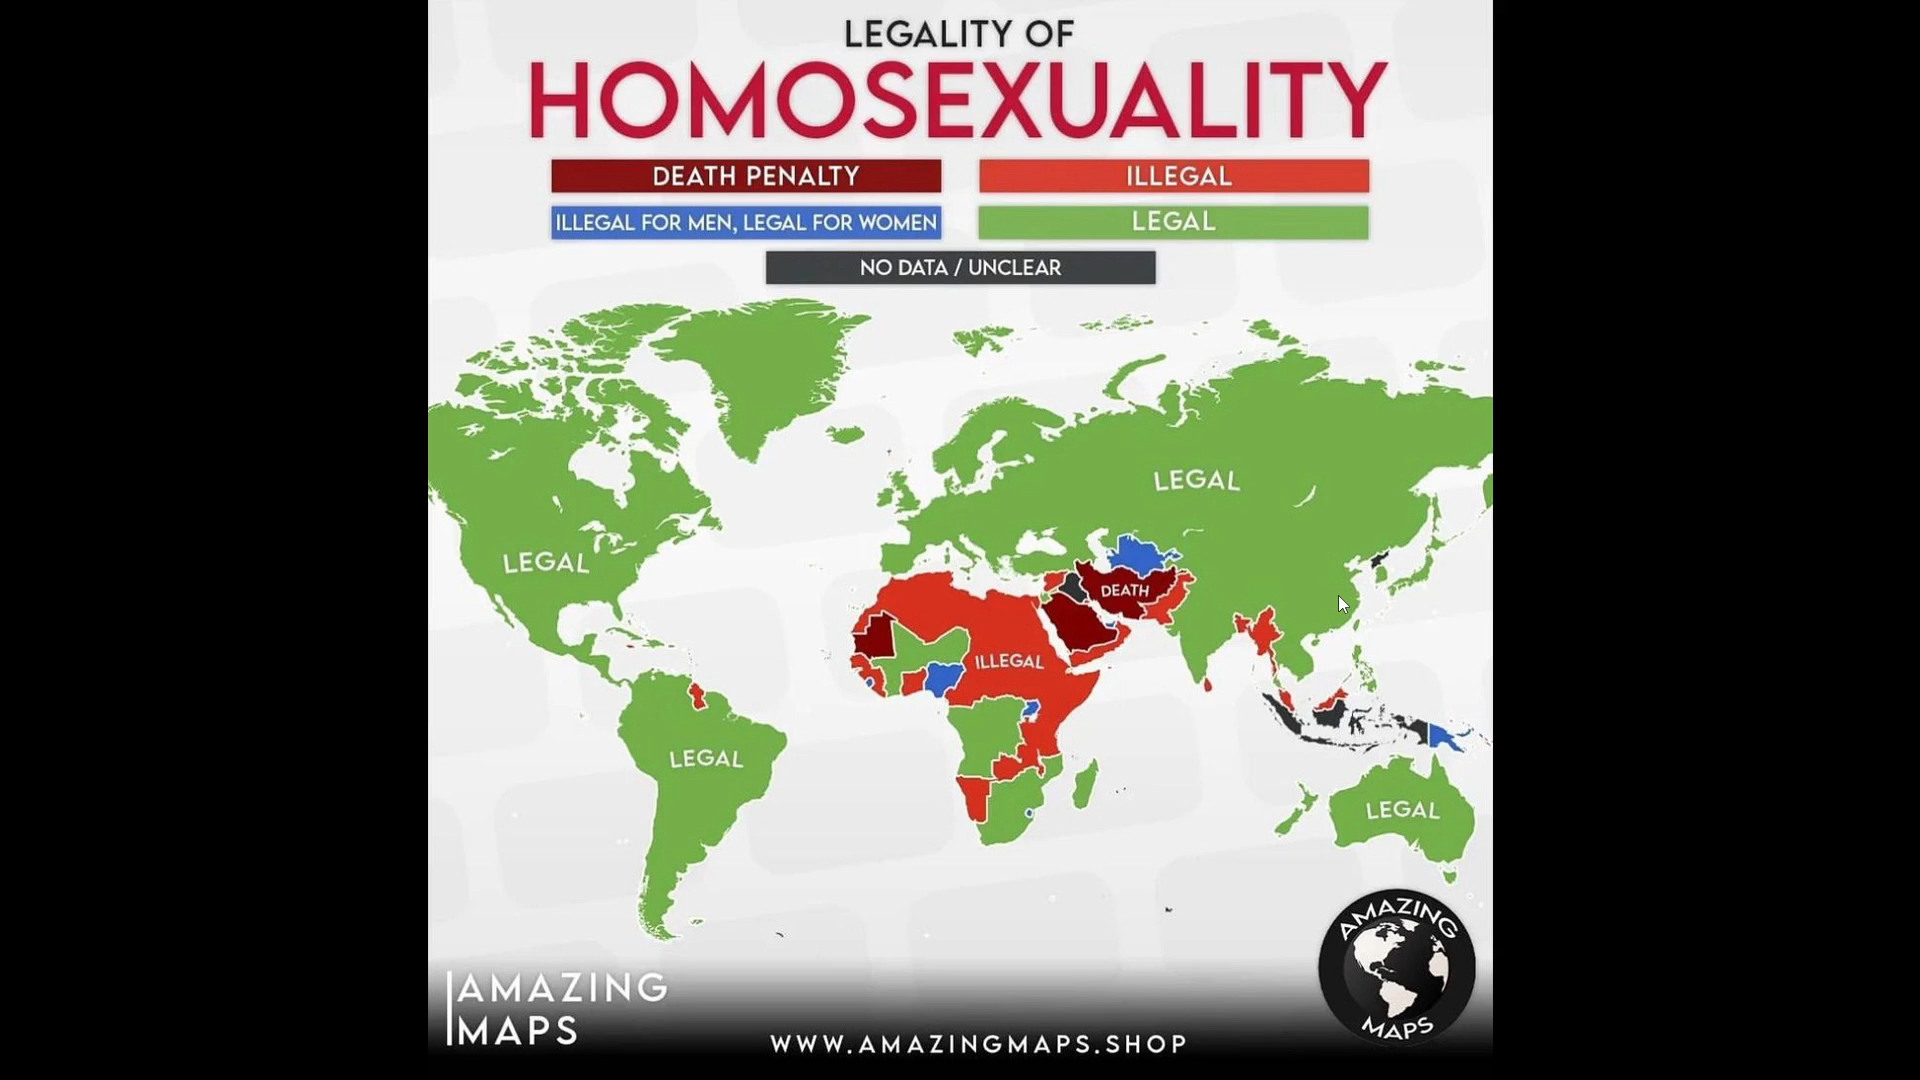 LEGALITY OF
HOMOSEXUALITY
DEATH PENALTY
ILLEGAL
ILLEGAL FOR MEN, LEGAL FOR WOMEN
LEGAL
NO DATA / UNCLEAR
LEGAL
LEGAL
DEATH
ILLEGAL
LEGAL
LEGAL
AMAZING
MAPS
AMAZING
MAPS
WWW.AMAZINGMAPS.SHOP